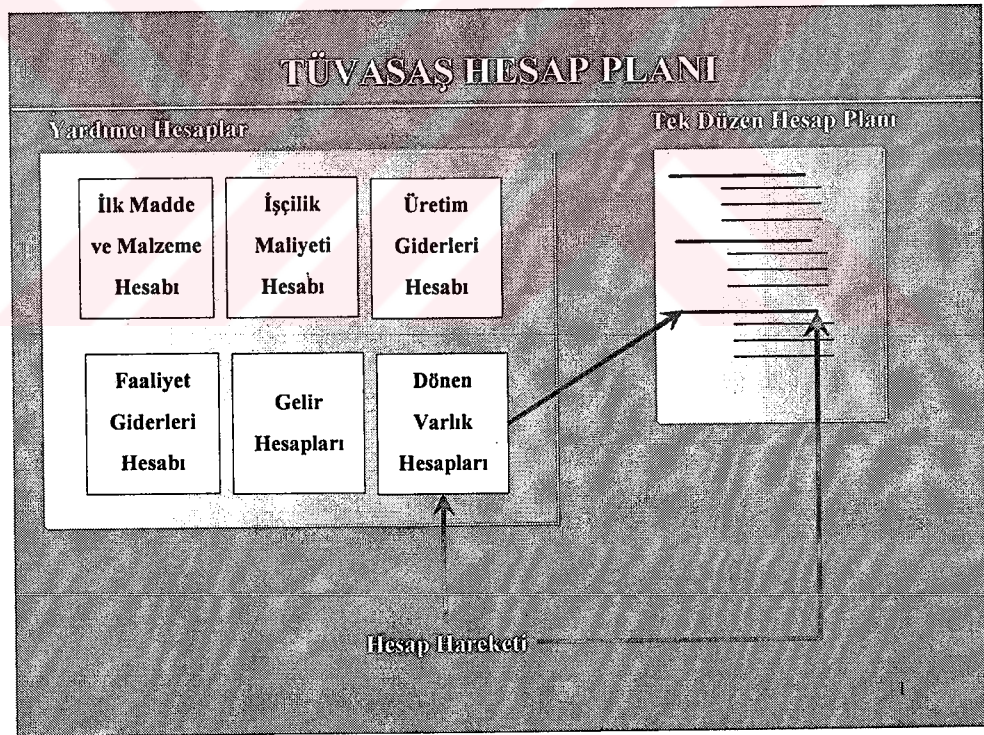 TÜVASAŞ HESAP PLANI
Yardımcı Hesaplar
Tek Düzen Hesap Planı
İlk Madde
ve Malzeme
Hesabı
İşçilik
Maliyeti
Hesabı
Üretim
Giderleri
Hesabı
Faaliyet
Giderleri
Hesabı
Gelir
Hesapları
Dönen
Varlık
Hesapları
Hesap Hareketi
1